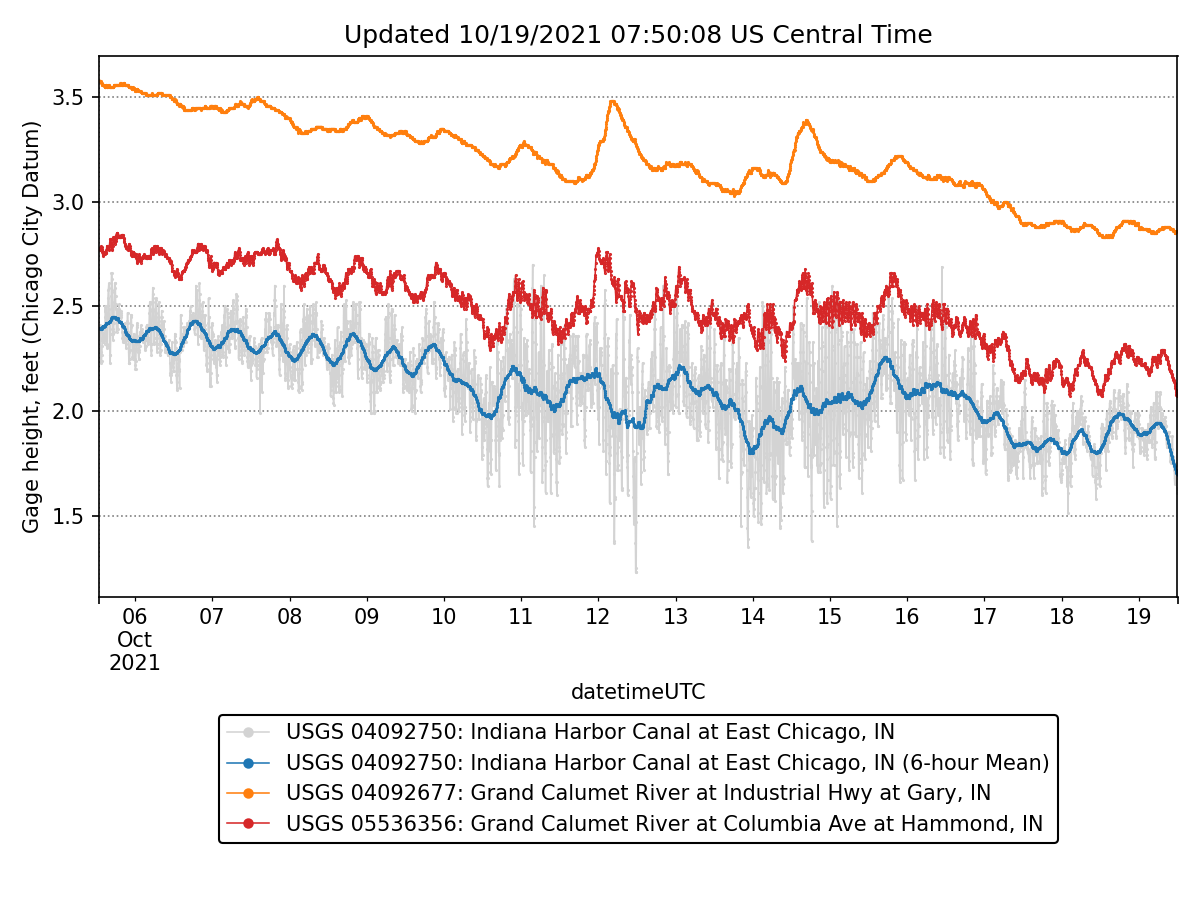 Updated 10/19/2021 07:50:08 US Central Time
Gage height, feet (Chicago City Datum)
3.5
3.0
2.5
2.0
1.5
06 07 08 09 10 11 12 13 14 15 16 17 18 19
Oct
2021
datetimeUTC
USGS 04092750: Indiana Harbor Canal at East Chicago, IN
USGS 04092750: Indiana Harbor Canal at East Chicago, IN (6-hour Mean)
USGS 04092677: Grand Calumet River at Industrial Hwy at Gary, IN
USGS 05536356: Grand Calumet River at Columbia Ave at Hammond, IN